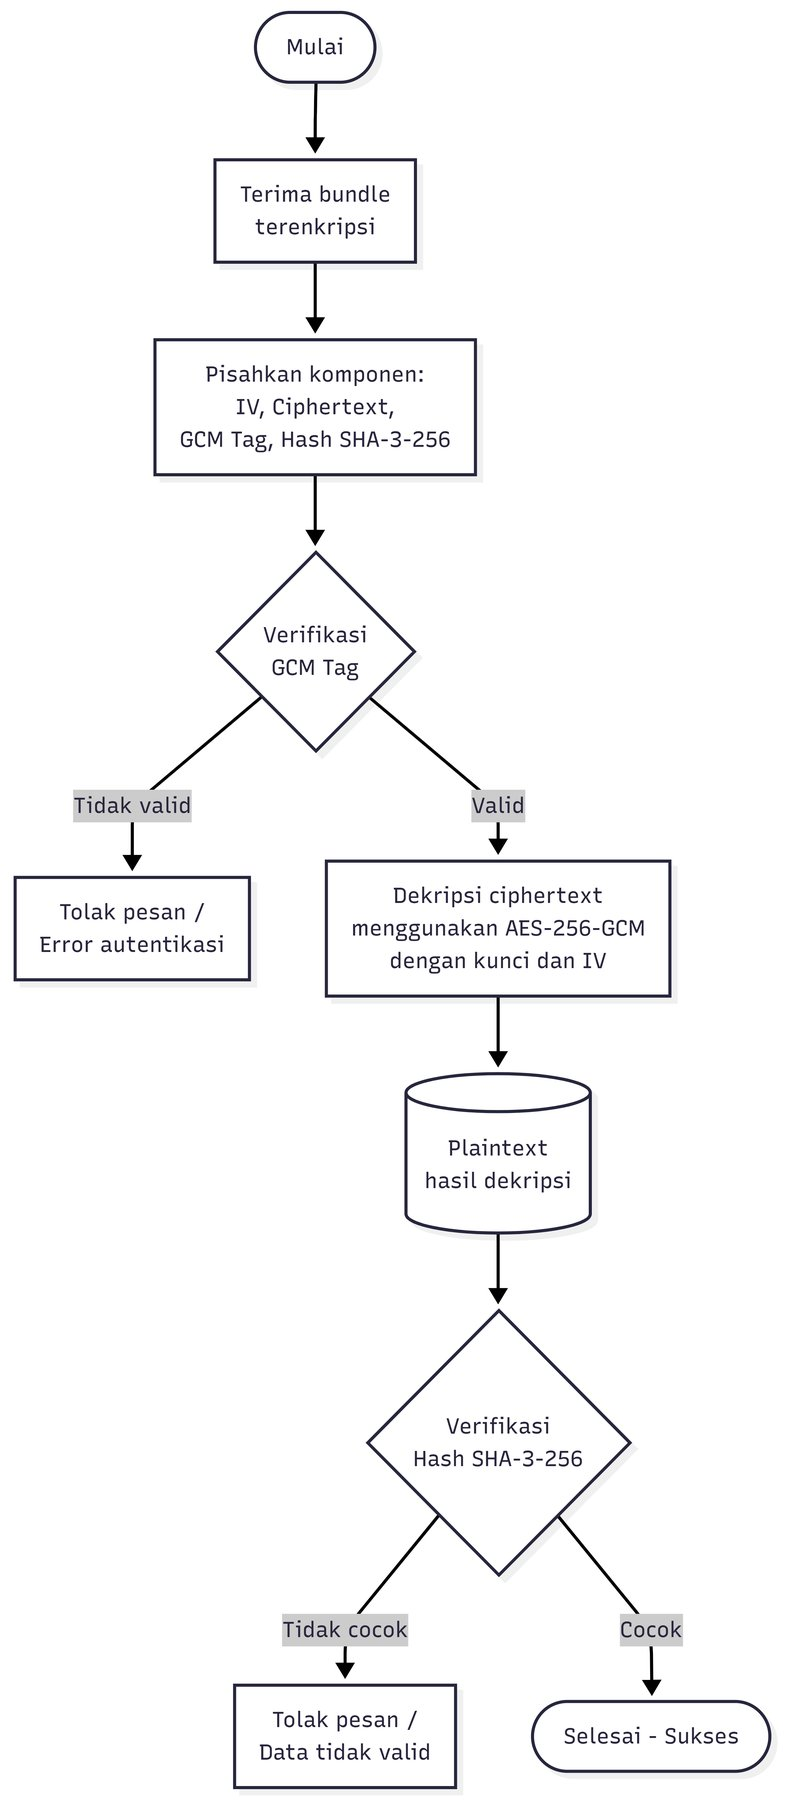 Mulai
Terima bundle
terenkripsi
Pisahkan komponen:
IV, Ciphertext,
GCM Tag, Hash SHA-3-256
Verifikasi
GCM Tag
Tidak valid
Valid
Tolak pesan /
Error autentikasi
Dekripsi ciphertext
menggunakan AES-256-GCM
dengan kunci dan IV
Plaintext
hasil dekripsi
Verifikasi
Hash SHA-3-256
Tidak cocok
Cocok
Tolak pesan /
Data tidak valid
Selesai - Sukses